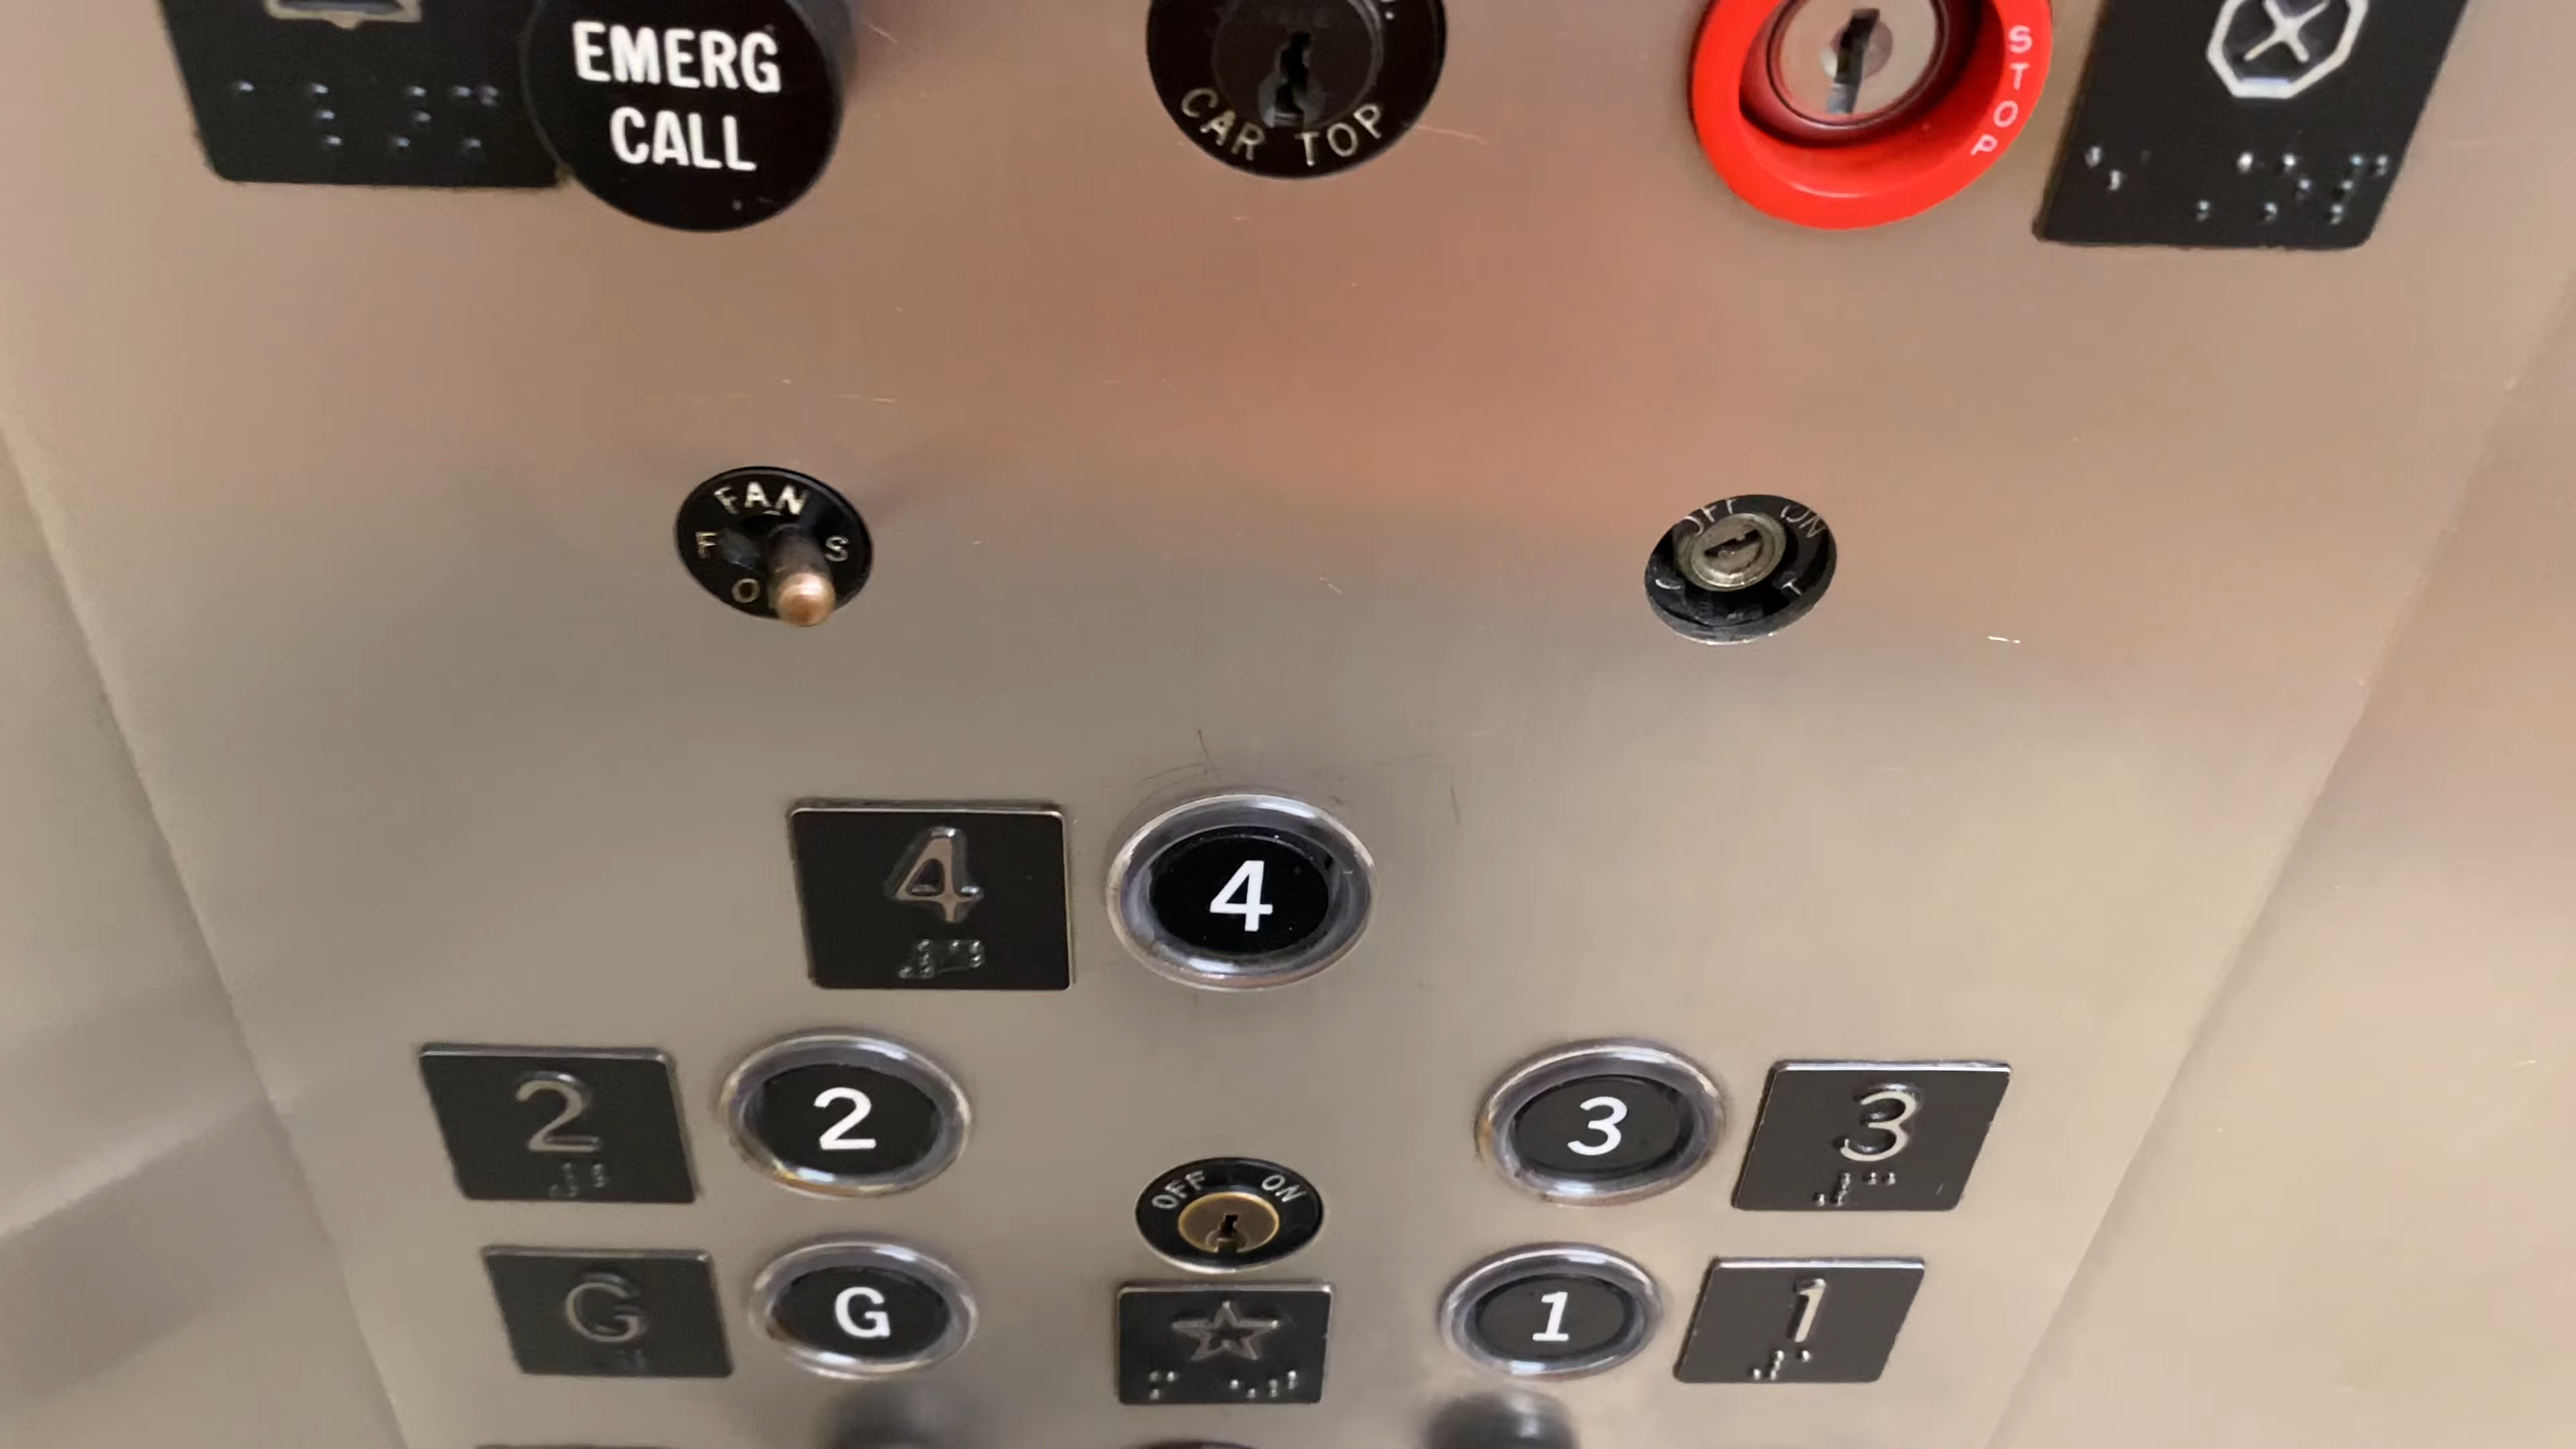 EMERG
CALL
CAR TOP
STOP
FAN
F S
O
OFF ON
4 4
2 2
3 3
OFF ON
G G
1 1